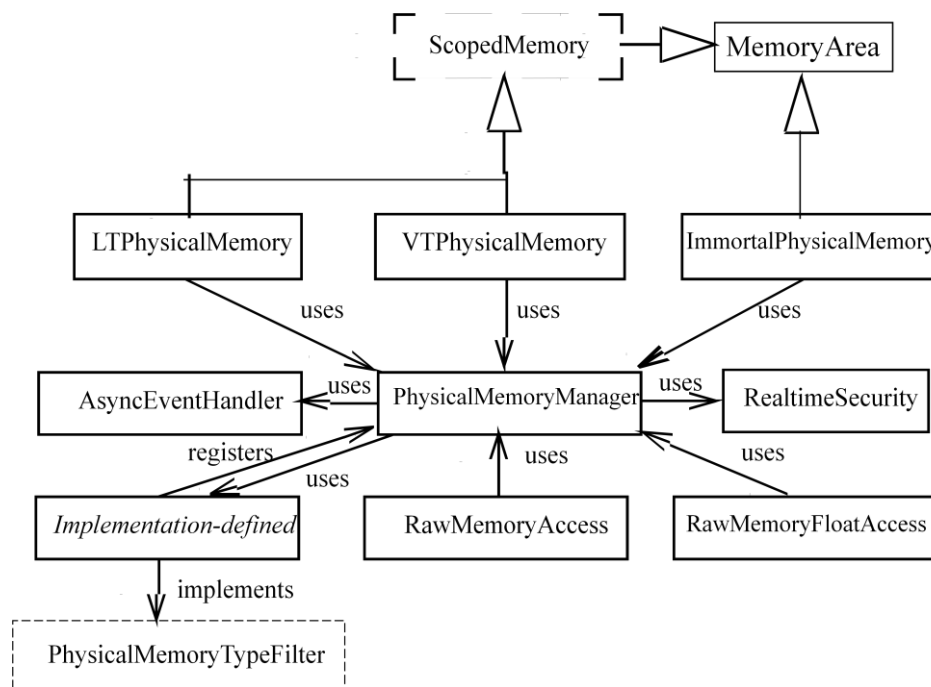 ScopedMemory
MemoryArea
LTPhysicalMemory
VTPhysicalMemory
ImmortalPhysicalMemory
uses
uses
uses
AsyncEventHandler
uses
PhysicalMemoryManager
uses
RealtimeSecurity
registers
uses
uses
uses
Implementation-defined
RawMemoryAccess
RawMemoryFloatAccess
implements
PhysicalMemoryTypeFilter